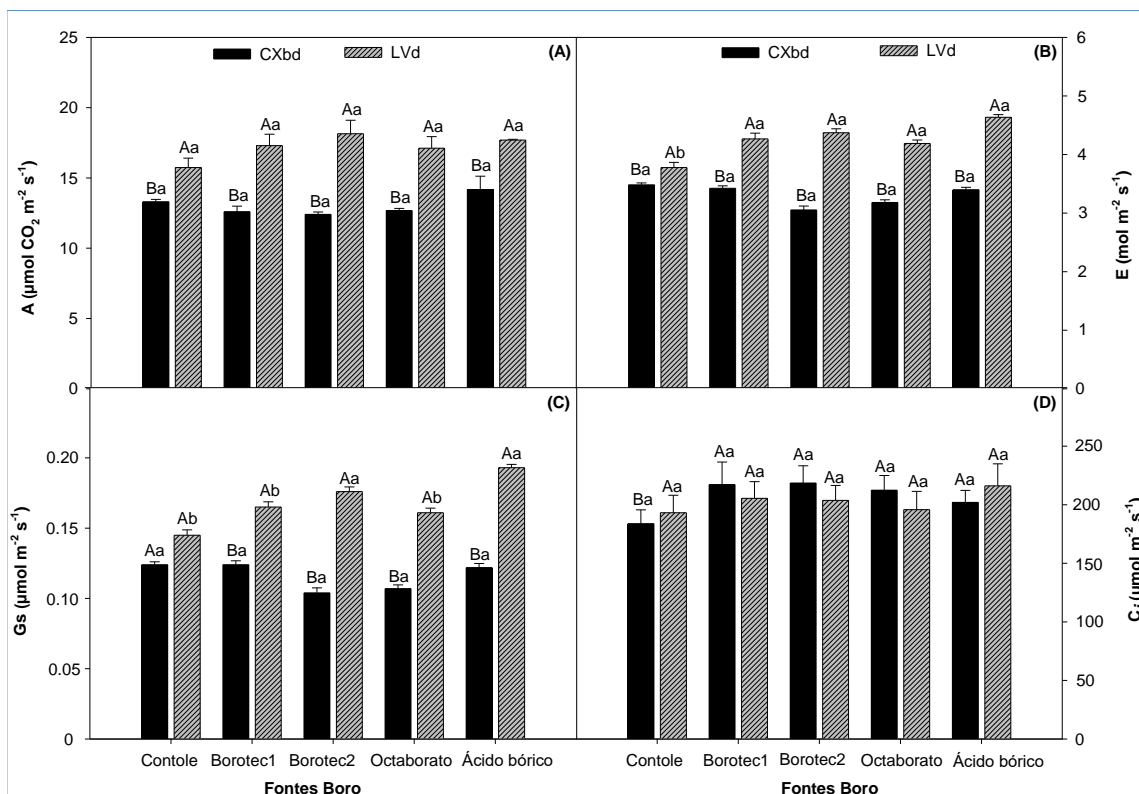 CXbd LVd (A)
25
20
15
10
5
0
A (µmol CO2 m-2 s-1)
Ba Aa Ba Aa Ba Aa Ba Aa Ba Aa
CXbd LVd (B)
6
5
4
3
2
1
0
E (mol m-2 s-1)
Ba Ab Ba Aa Ba Aa Ba Aa Ba Aa
(C)
0.20
0.15
0.10
0.05
0
Gs (µmol m-2 s-1)
Aa Ab Ba Ab Ba Aa Ba Ab Ba Aa
Contole Borotec1 Borotec2 Octaborato Ácido bórico
Fontes Boro
(D)
250
200
150
100
50
0
Ci (µmol m-2 s-1)
Ba Aa Aa Aa Aa Aa Aa Aa Aa Aa
Contole Borotec1 Borotec2 Octaborato Ácido bórico
Fontes Boro